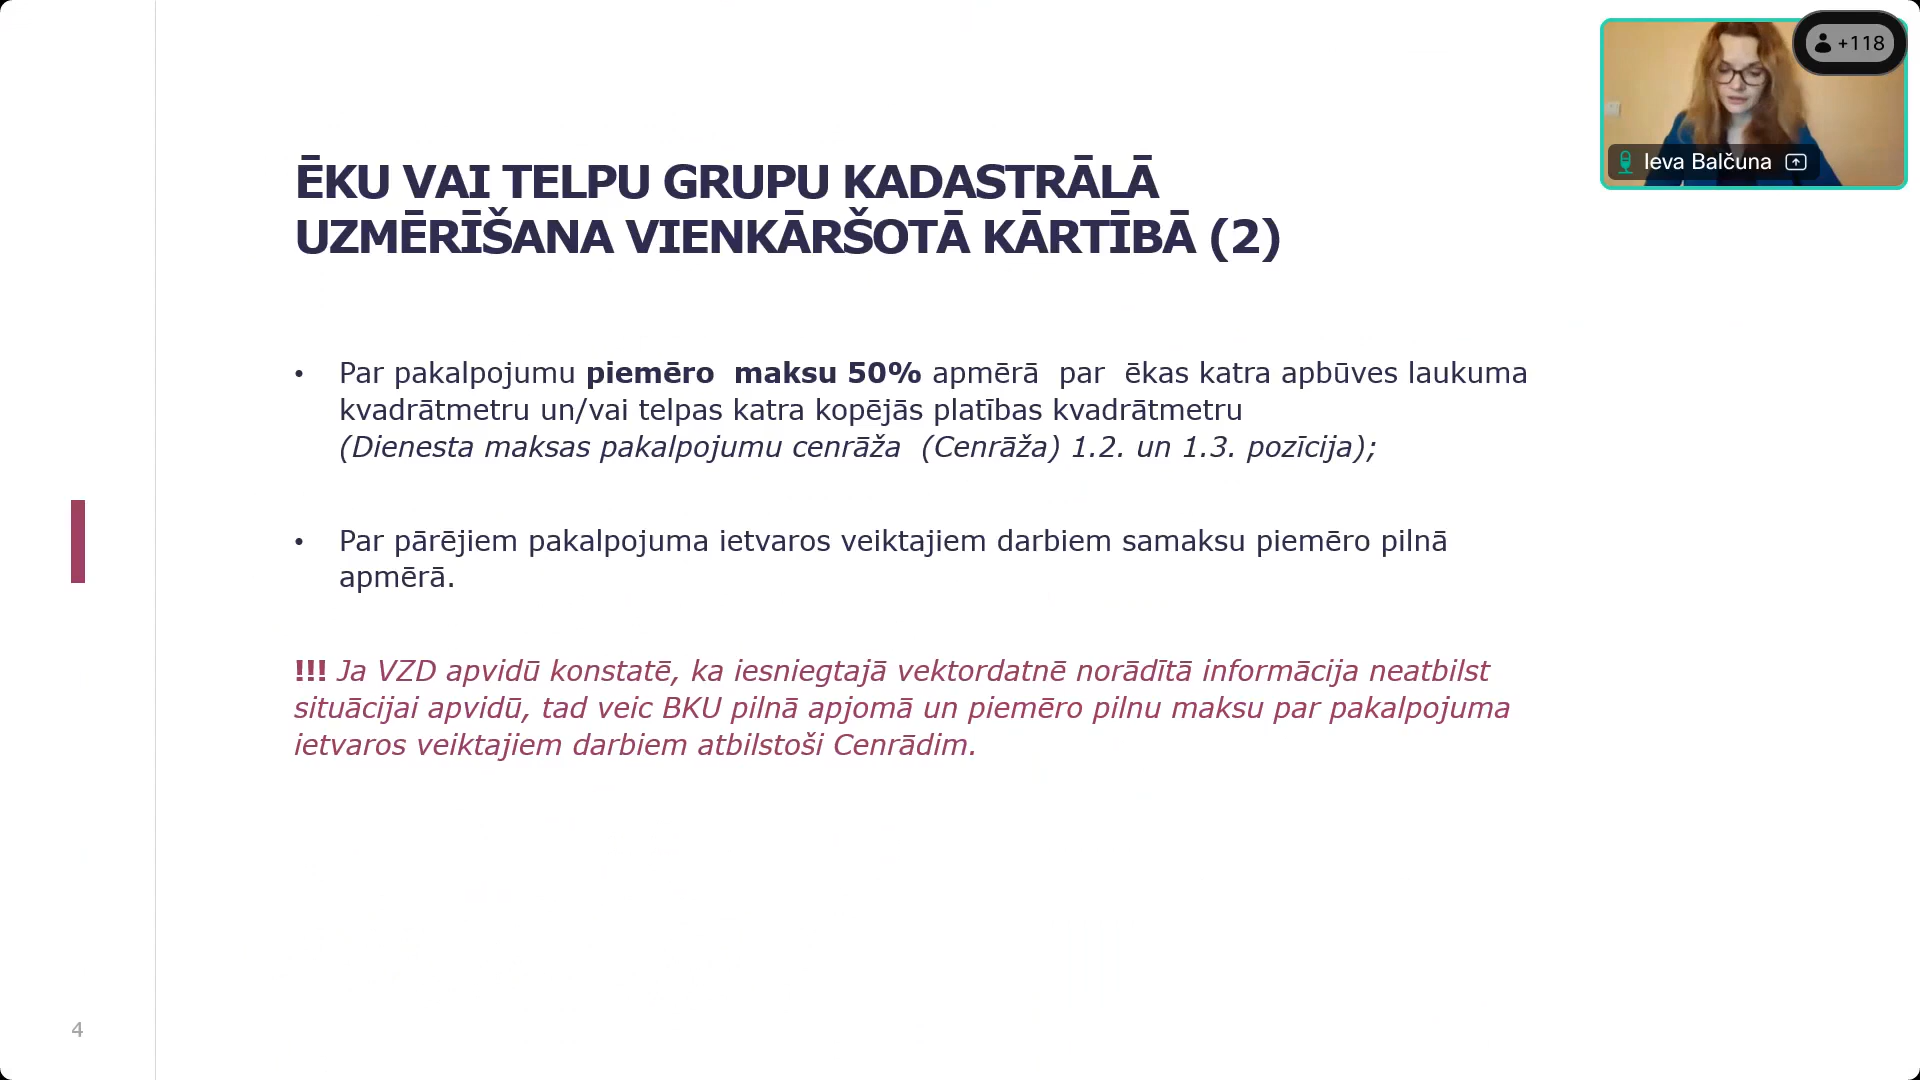 +118
Ieva Balčuna
ĒKU VAI TELPU GRUPU KADASTRĀLĀ
UZMĒRĪŠANA VIENKĀRŠOTĀ KĀRTĪBĀ (2)
• Par pakalpojumu piemēro maksu 50% apmērā par ēkas katra apbūves laukuma
kvadrātmetru un/vai telpas katra kopējās platības kvadrātmetru
(Dienesta maksas pakalpojumu cenrāža (Cenrāža) 1.2. un 1.3. pozīcija);
• Par pārējiem pakalpojuma ietvaros veiktajiem darbiem samaksu piemēro pilnā
apmērā.
!!! Ja VZD apvidū konstatē, ka iesniegtajā vektordatnē norādītā informācija neatbilst
situācijai apvidū, tad veic BKU pilnā apjomā un piemēro pilnu maksu par pakalpojuma
ietvaros veiktajiem darbiem atbilstoši Cenrādim.
4